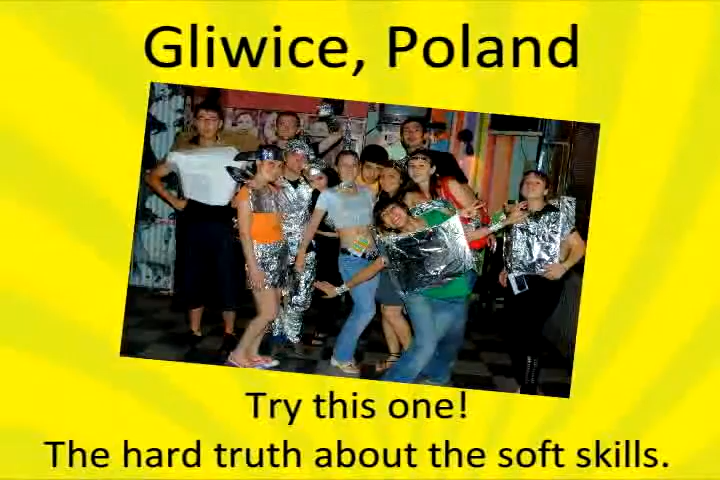 Gliwice, Poland
Try this one!
The hard truth about the soft skills.